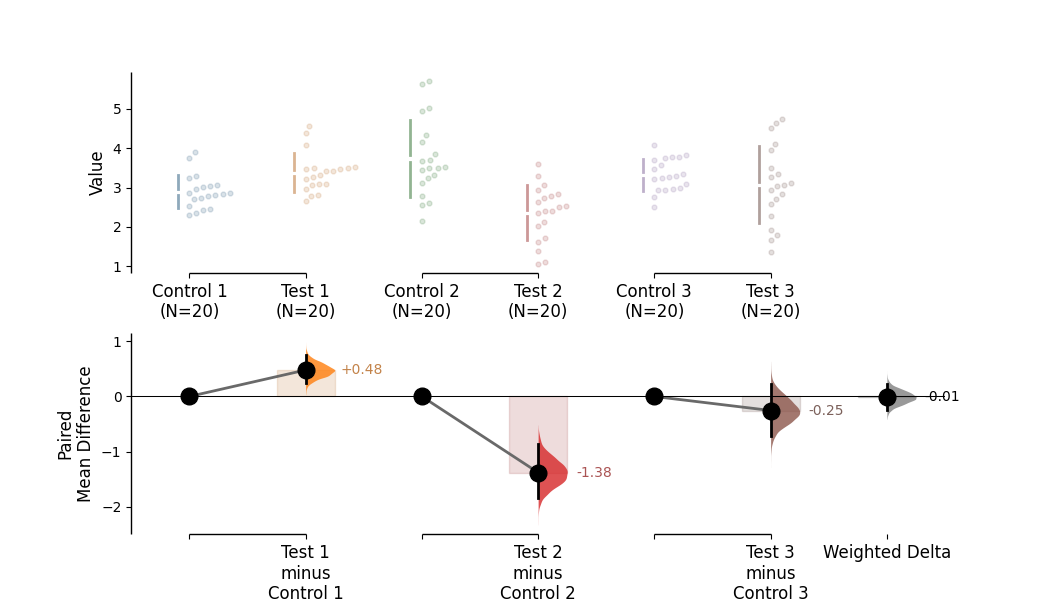 Value
5
4
3
2
1
Control 1
(N=20)
Test 1
(N=20)
Control 2
(N=20)
Test 2
(N=20)
Control 3
(N=20)
Test 3
(N=20)
Paired
Mean Difference
1
0
−1
−2
+0.48
-1.38
-0.25
-0.01
Test 1
minus
Control 1
Test 2
minus
Control 2
Test 3
minus
Control 3
Weighted Delta